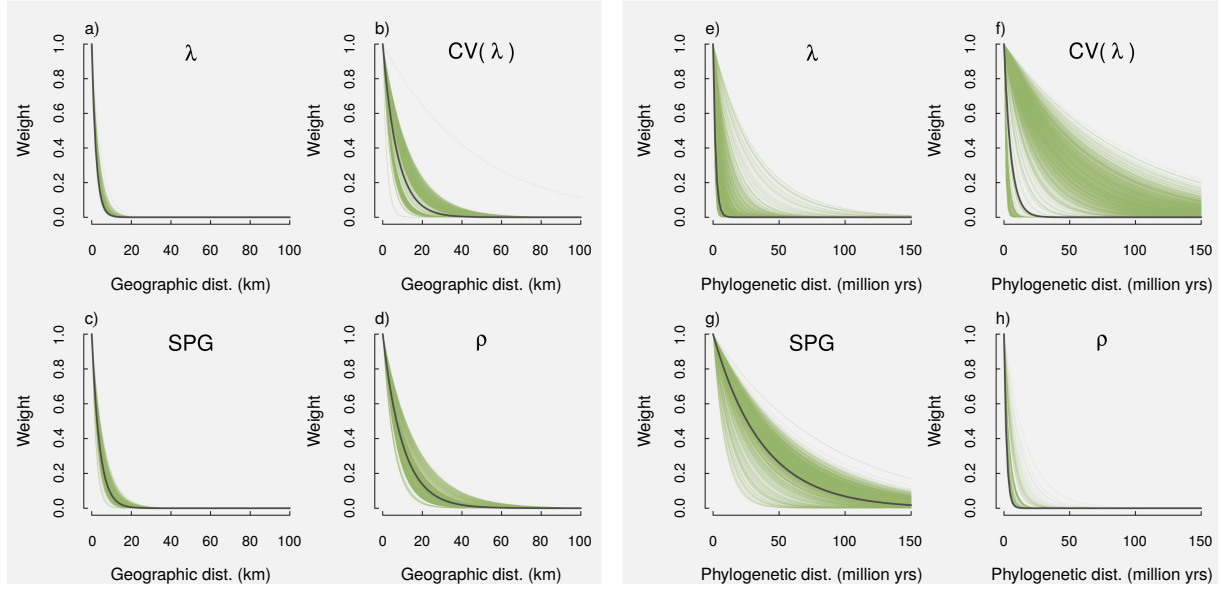 a)
λ
Weight
0.0 0.2 0.4 0.6 0.8 1.0
0 20 40 60 80 100
Geographic dist. (km)
b)
CV( λ )
Weight
0.0 0.2 0.4 0.6 0.8 1.0
0 20 40 60 80 100
Geographic dist. (km)
c)
SPG
Weight
0.0 0.2 0.4 0.6 0.8 1.0
0 20 40 60 80 100
Geographic dist. (km)
d)
ρ
Weight
0.0 0.2 0.4 0.6 0.8 1.0
0 20 40 60 80 100
Geographic dist. (km)
e)
λ
Weight
0.0 0.2 0.4 0.6 0.8 1.0
0 50 100 150
Phylogenetic dist. (million yrs)
f)
CV( λ )
Weight
0.0 0.2 0.4 0.6 0.8 1.0
0 50 100 150
Phylogenetic dist. (million yrs)
g)
SPG
Weight
0.0 0.2 0.4 0.6 0.8 1.0
0 50 100 150
Phylogenetic dist. (million yrs)
h)
ρ
Weight
0.0 0.2 0.4 0.6 0.8 1.0
0 50 100 150
Phylogenetic dist. (million yrs)